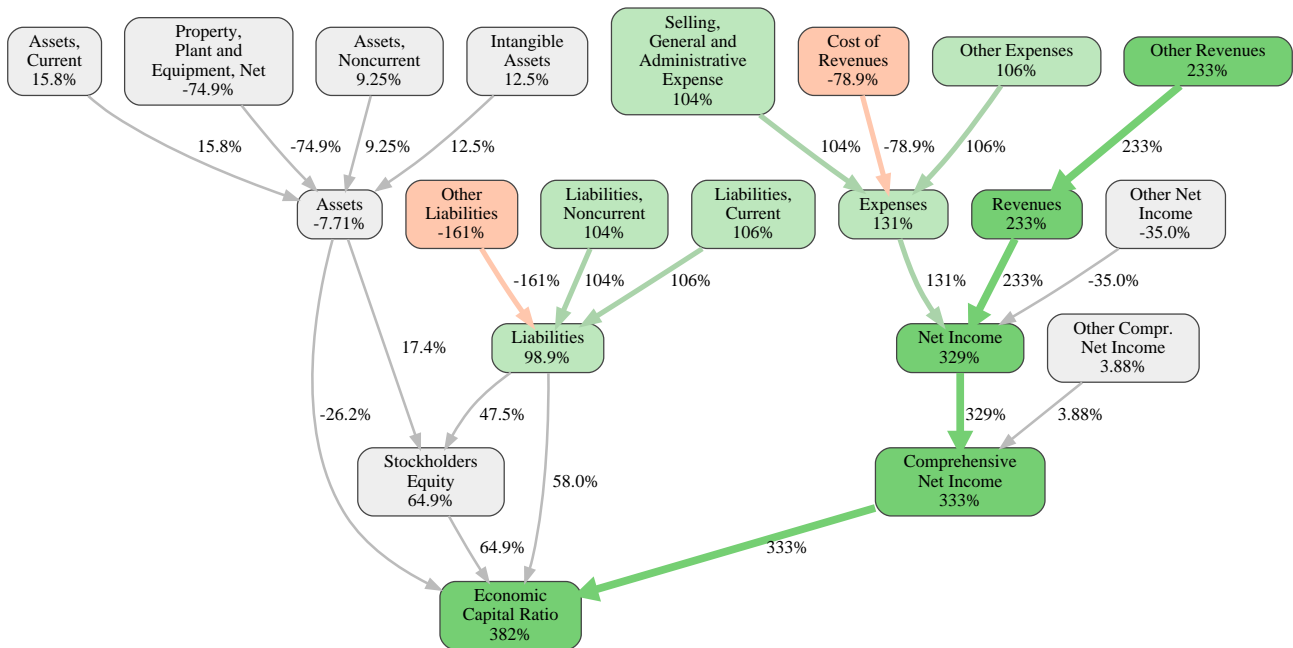 Assets,
Current
15.8%
Property,
Plant and
Equipment, Net
-74.9%
Assets,
Noncurrent
9.25%
Intangible
Assets
12.5%
Selling,
General and
Administrative
Expense
104%
Cost of
Revenues
-78.9%
Other Expenses
106%
Other Revenues
233%
15.8%
-74.9%
9.25%
12.5%
104%
-78.9%
106%
233%
Assets
-7.71%
Other
Liabilities
-161%
Liabilities,
Noncurrent
104%
Liabilities,
Current
106%
Expenses
131%
Revenues
233%
Other Net
Income
-35.0%
-161%
104%
106%
131%
233%
-35.0%
17.4%
Liabilities
98.9%
Net Income
329%
Other Compr.
Net Income
3.88%
-26.2%
47.5%
329%
3.88%
Stockholders
Equity
64.9%
58.0%
Comprehensive
Net Income
333%
64.9%
333%
Economic
Capital Ratio
382%